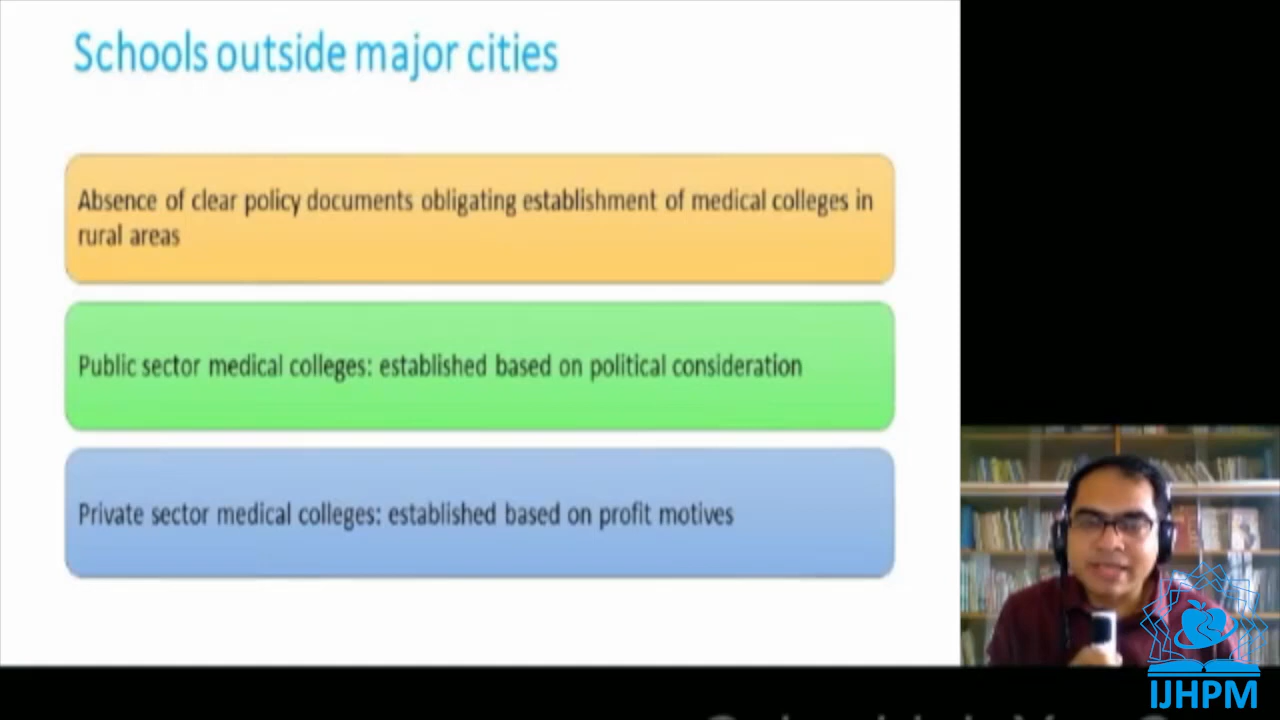 Schools outside major cities
Absence of clear policy documents obligating establishment of medical colleges in
rural areas
Public sector medical colleges: established based on political consideration
Private sector medical colleges: established based on profit motives
IJHPM